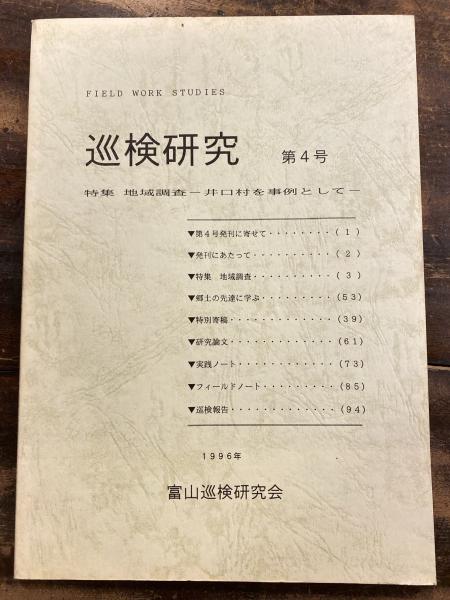 FIELD WORK STUDIES
巡検研究 第4号
特集 地域調査－井口村を事例として－
▼第4号発刊に寄せて・・・・・・・・(1)
▼発刊にあたって・・・・・・・・・・(2)
▼特集 地域調査・・・・・・・・・・(3)
▼郷土の先達に学ぶ・・・・・・・・・(53)
▼特別寄稿・・・・・・・・・・・・・(39)
▼研究論文・・・・・・・・・・・・・(61)
▼実践ノート・・・・・・・・・・・・(73)
▼フィールドノート・・・・・・・・・(85)
▼巡検報告・・・・・・・・・・・・・(94)
1996年
富山巡検研究会